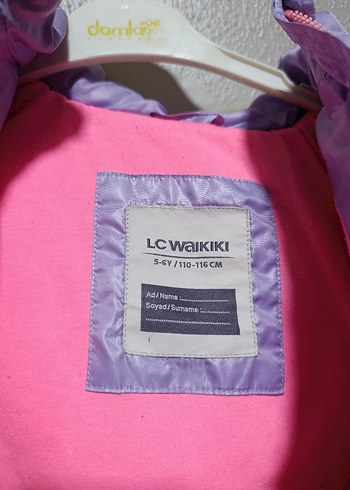 damla
LC WAIKIKI
5-6Y / 110-116 CM
Ad / Name :
Soyad / Surname :